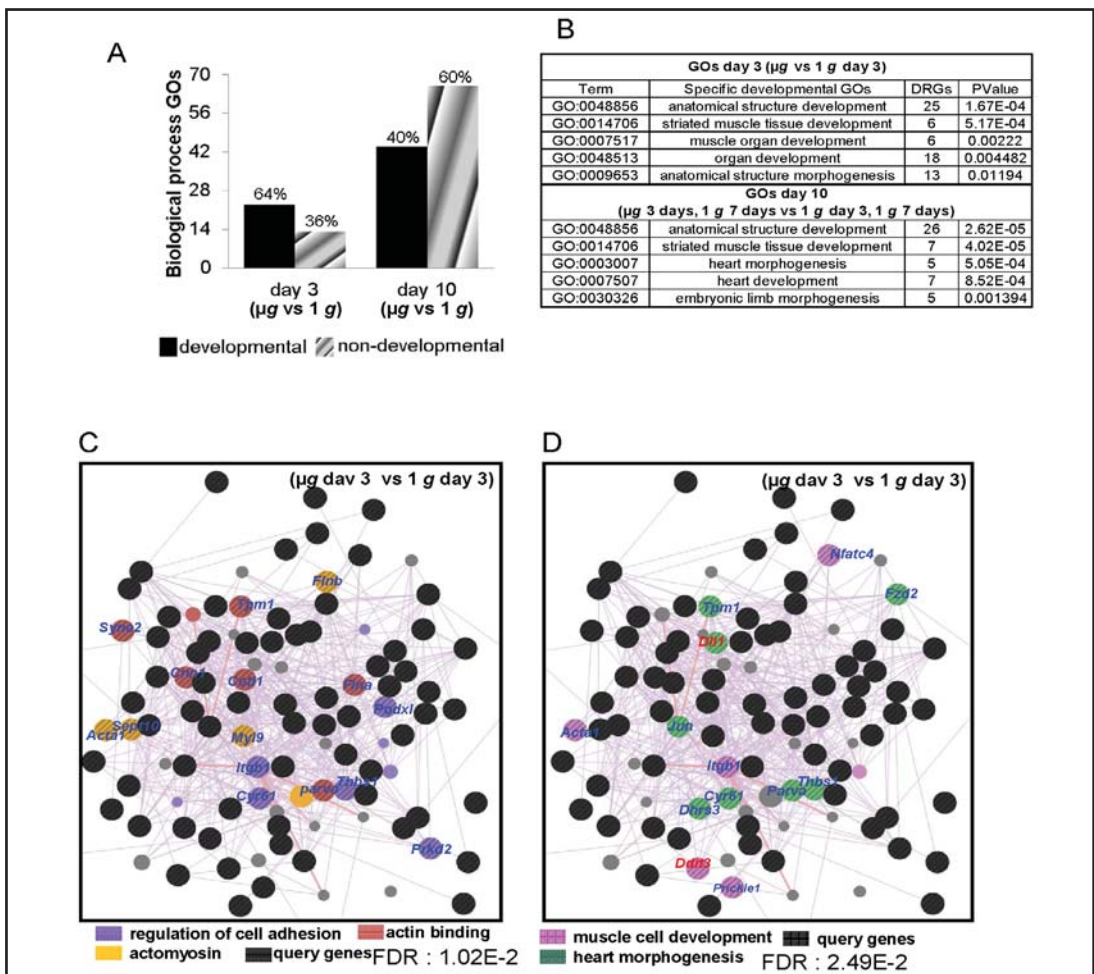 A
Biological process GOs
70
56
42
28
14
0
64%
36%
40%
60%
day 3
(µg vs 1 g)
day 10
(µg vs 1 g)
developmental
non-developmental
B
GOs day 3 (µg vs 1 g day 3)
Term Specific developmental GOs DRGs PValue
GO:0048856 anatomical structure development 25 1.67E-04
GO:0014706 striated muscle tissue development 6 5.17E-04
GO:0007517 muscle organ development 6 0.00222
GO:0048513 organ development 18 0.004482
GO:0009653 anatomical structure morphogenesis 13 0.01194
GOs day 10
(µg 3 days, 1 g 7 days vs 1 g day 3, 1 g 7 days)
GO:0048856 anatomical structure development 26 2.62E-05
GO:0014706 striated muscle tissue development 7 4.02E-05
GO:0003007 heart morphogenesis 5 5.05E-04
GO:0007507 heart development 7 8.52E-04
GO:0030326 embryonic limb morphogenesis 5 0.001394
C
(µg day 3 vs 1 g day 3)
Flnb
Tpm1
Flna
Podxl
Sept10
Acta1
Myl9
Itgb1
Cyr61
parva
Prkd2
regulation of cell adhesion
actin binding
actomyosin
query genes
FDR : 1.02E-2
D
(µg day 3 vs 1 g day 3)
Nfatc4
Fzd2
Tpm1
Dll1
Jup
Acta1
Itgb1
Cyr61
Parva
Dhrs3
Prickle1
muscle cell development
query genes
heart morphogenesis
FDR : 2.49E-2